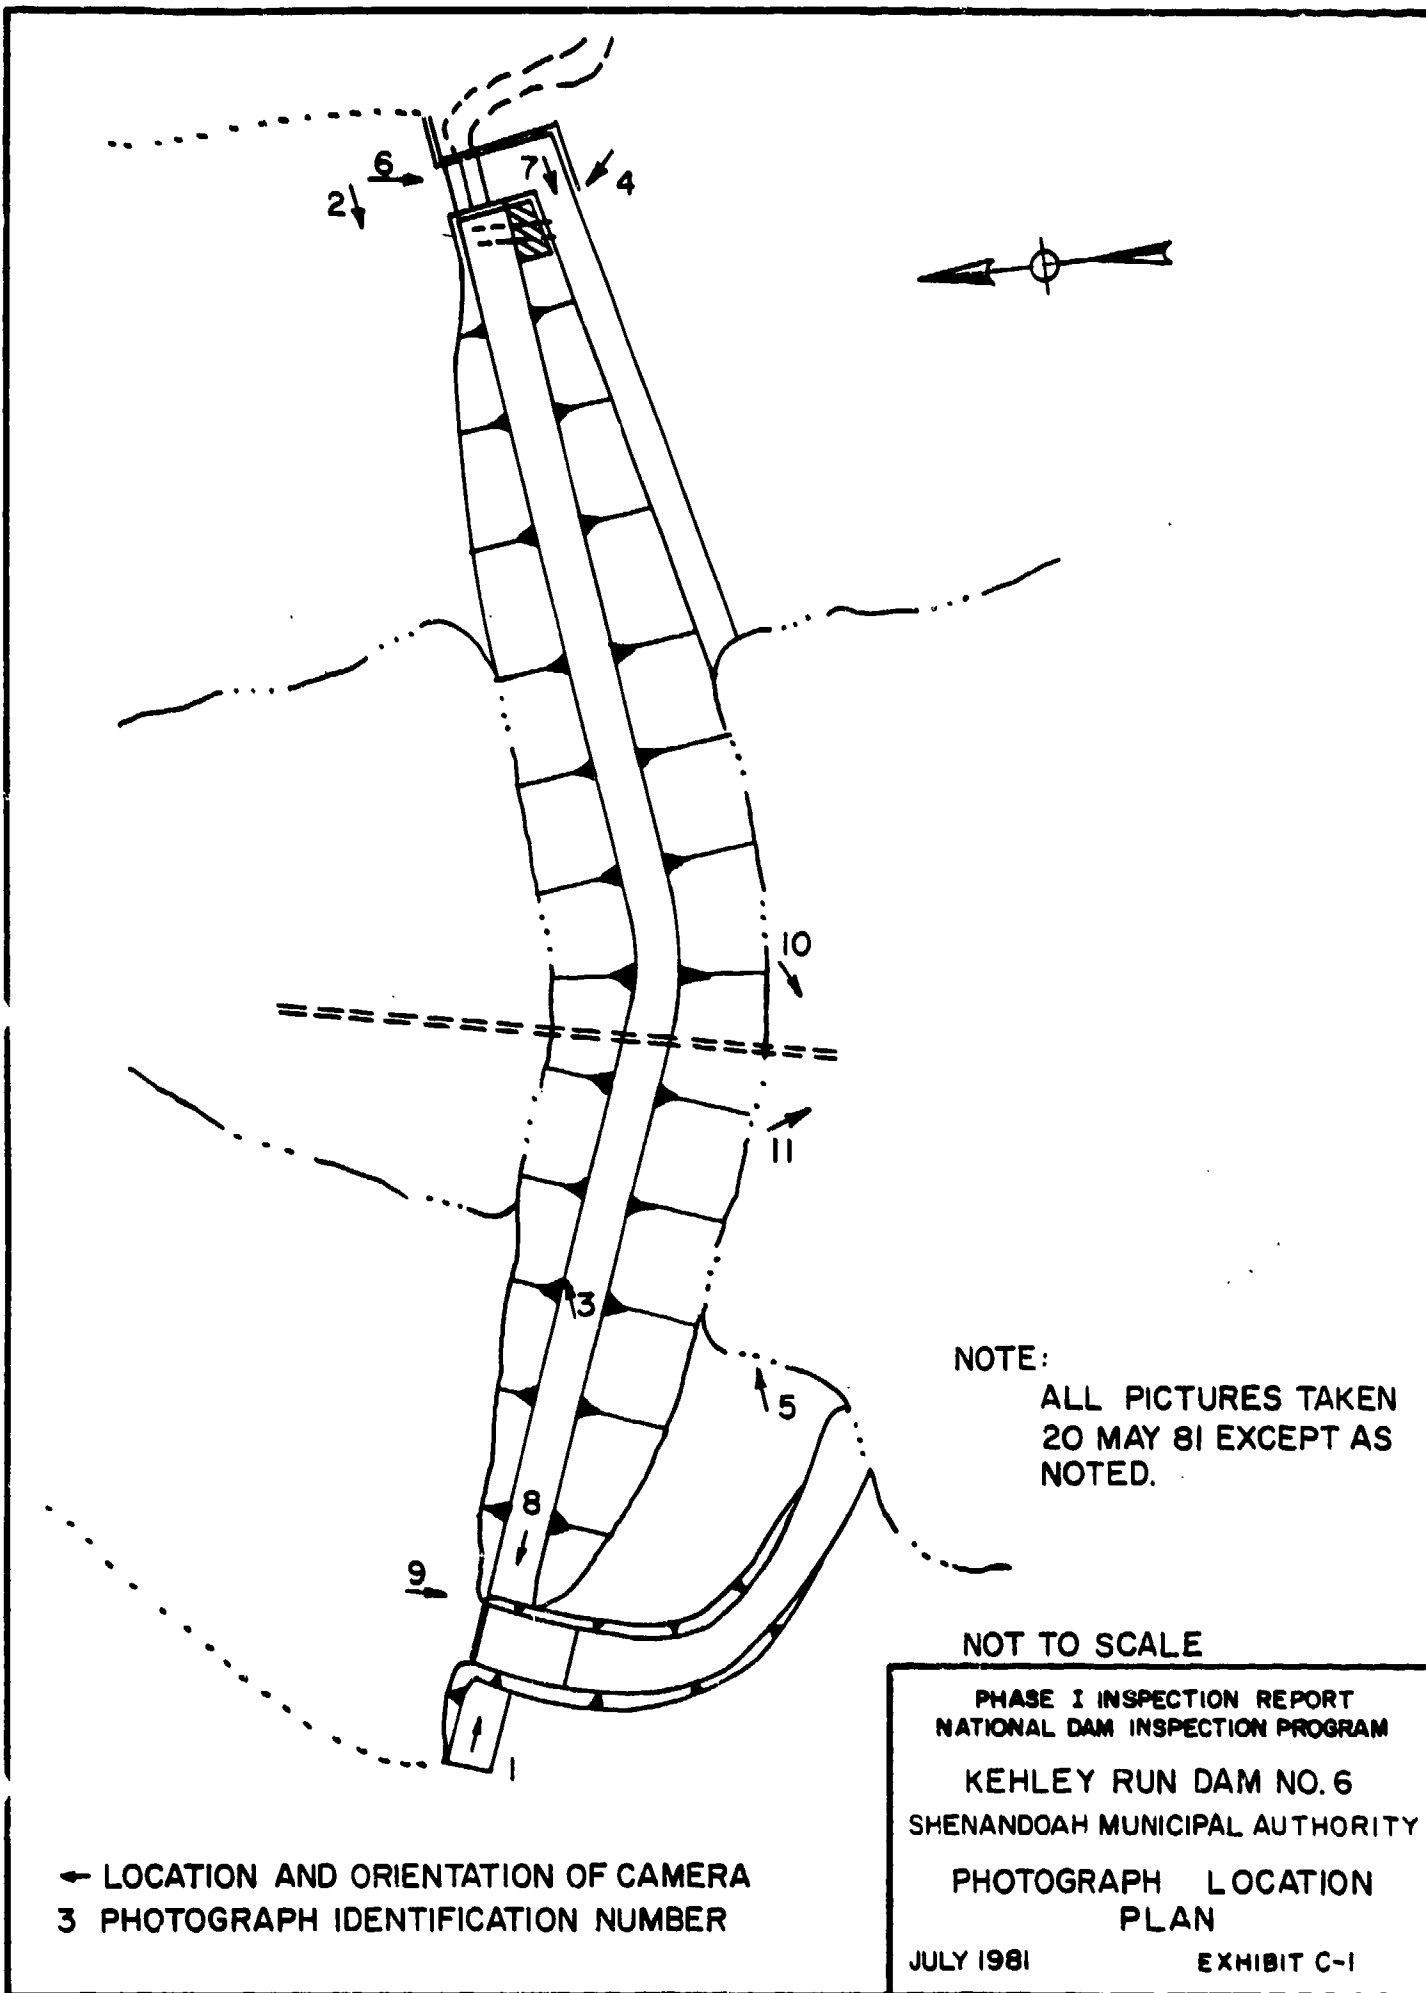 6
7
4
2
10
11
3
5
NOTE:
ALL PICTURES TAKEN
20 MAY 81 EXCEPT AS
NOTED.
8
9
1
NOT TO SCALE
PHASE I INSPECTION REPORT
NATIONAL DAM INSPECTION PROGRAM
KEHLEY RUN DAM NO. 6
SHENANDOAH MUNICIPAL AUTHORITY
PHOTOGRAPH LOCATION
PLAN
JULY 1981 EXHIBIT C-1
← LOCATION AND ORIENTATION OF CAMERA
3 PHOTOGRAPH IDENTIFICATION NUMBER